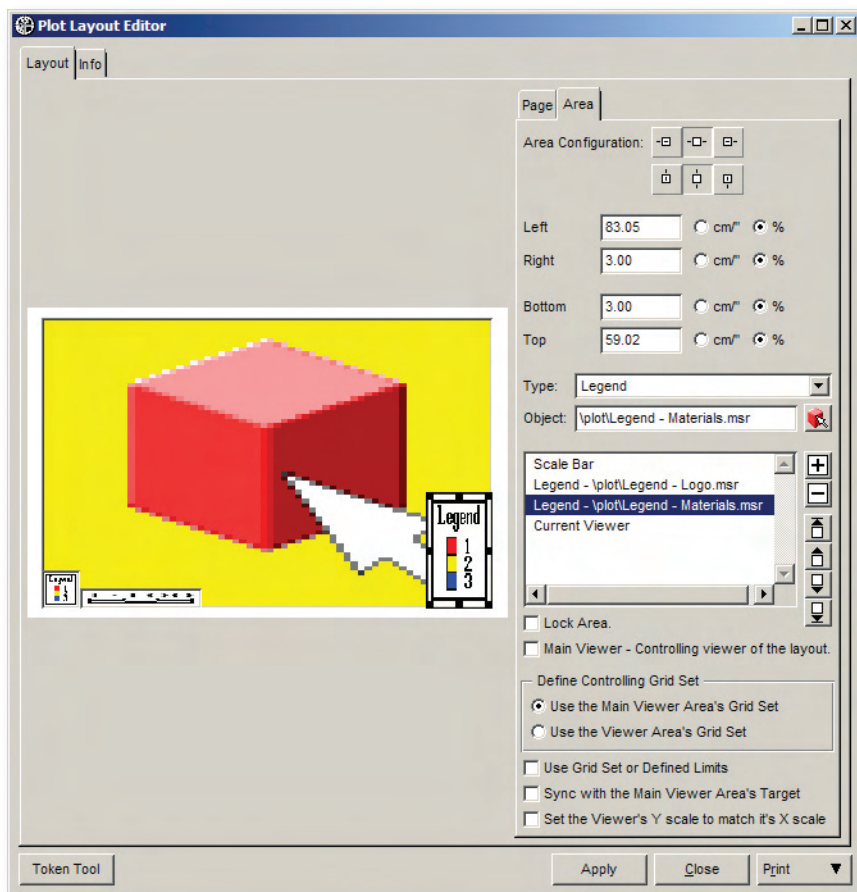 Plot Layout Editor
Layout Info
Page Area
Area Configuration:
Left 83.05 cm/" %
Right 3.00 cm/" %
Bottom 3.00 cm/" %
Top 59.02 cm/" %
Type: Legend
Object: \plot\Legend - Materials.msr
Scale Bar
Legend - \plot\Legend - Logo.msr
Legend - \plot\Legend - Materials.msr
Current Viewer
Legend
1
2
3
Legend
Lock Area.
Main Viewer - Controlling viewer of the layout.
Define Controlling Grid Set
Use the Main Viewer Area's Grid Set
Use the Viewer Area's Grid Set
Use Grid Set or Defined Limits
Sync with the Main Viewer Area's Target
Set the Viewer's Y scale to match it's X scale
Token Tool Apply Close Print